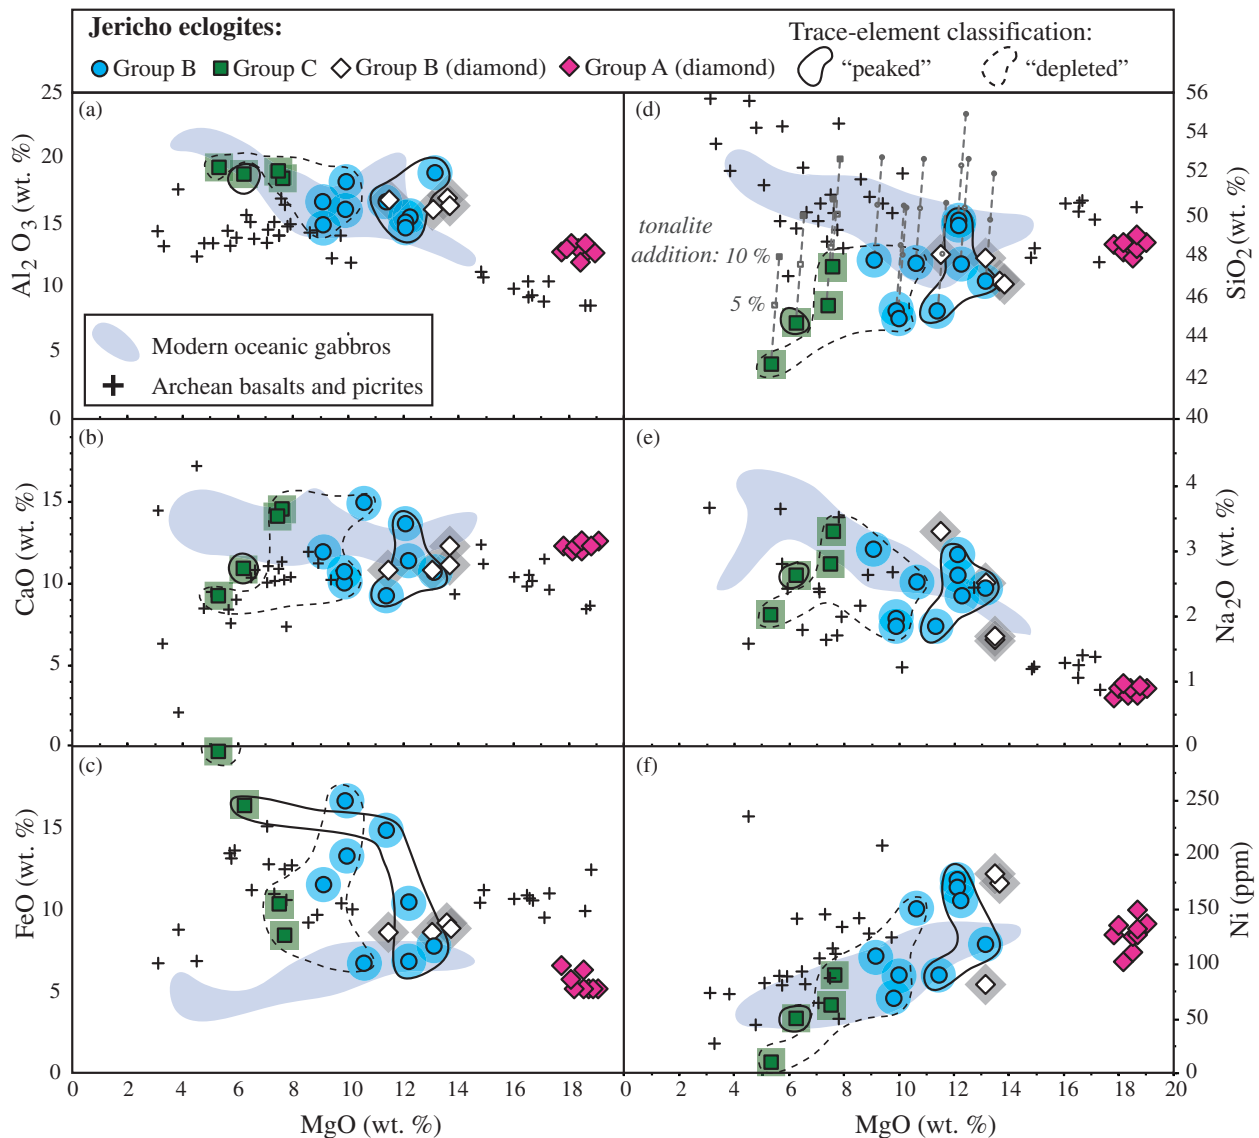 Jericho eclogites:
Trace-element classification:
Group B
Group C
Group B (diamond)
Group A (diamond)
“peaked”
“depleted”
(a)
25
20
15
10
5
0
Al2O3 (wt. %)
Modern oceanic gabbros
Archean basalts and picrites
(d)
56
54
52
50
48
46
44
42
40
SiO2 (wt. %)
tonalite
addition: 10 %
5 %
(b)
15
10
5
0
CaO (wt. %)
(e)
4
3
2
1
0
Na2O (wt. %)
(c)
15
10
5
0
FeO (wt. %)
(f)
250
200
150
100
50
0
Ni (ppm)
0 2 4 6 8 10 12 14 16 18
0 2 4 6 8 10 12 14 16 18 20
MgO (wt. %)
MgO (wt. %)